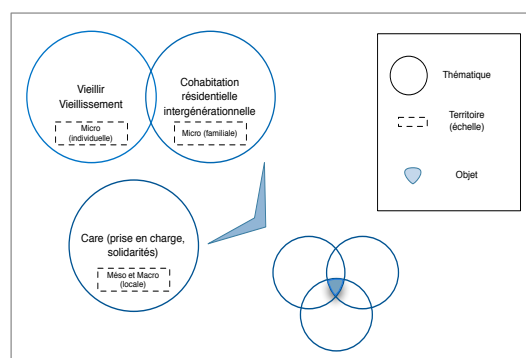 Vieillir
Vieillissement
Micro
(individuelle)
Cohabitation
résidentielle
intergénérationnelle
Micro (familiale)
Care (prise en charge,
solidarités)
Méso et Macro
(locale)
Thématique
Territoire
(échelle)
Objet